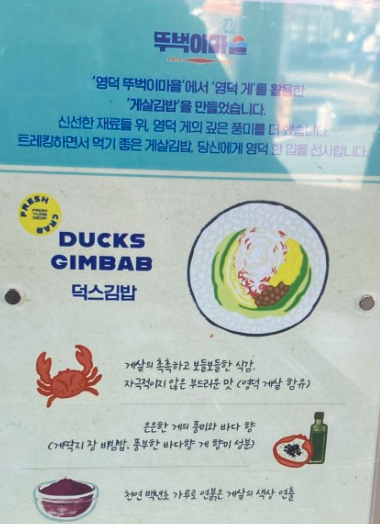 뚜벅이마을
'영덕 뚜벅이마을'에서 '영덕 게'를 활용한
'게살김밥'을 만들었습니다.
신선한 재료들 위, 영덕 게의 깊은 풍미를 더했습니다.
트레킹하면서 먹기 좋은 게살김밥, 당신에게 영덕 한 입을 선사합니다.
FRESH CRAB
FROM YUNG DEOK
DUCKS
GIMBAB
덕스김밥
게살의 촉촉하고 보들보들한 식감.
자극적이지 않은 부드러운 맛 (영덕 게살 함유)
은은한 게의 풍미와 바다 향
(게딱지 장 비빔밥, 풍부한 바다향 게 향미 성분)
천연 백년초 가루로 연붉은 게살의 색상 연출